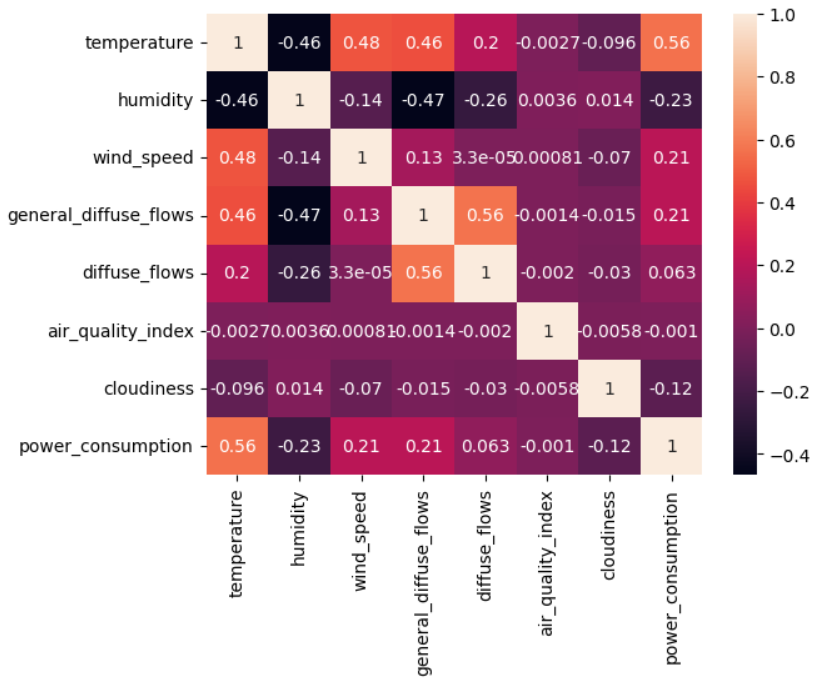 temperature 1 -0.46 0.48 0.46 0.2 -0.0027 -0.096 0.56
humidity -0.46 1 -0.14 -0.47 -0.26 0.0036 0.014 -0.23
wind_speed 0.48 -0.14 1 0.13 3.3e-05 0.00081 -0.07 0.21
general_diffuse_flows 0.46 -0.47 0.13 1 0.56 -0.0014 -0.015 0.21
diffuse_flows 0.2 -0.26 3.3e-05 0.56 1 -0.002 -0.03 0.063
air_quality_index -0.0027 0.0036 0.00081 -0.0014 -0.002 1 -0.0058 -0.001
cloudiness -0.096 0.014 -0.07 -0.015 -0.03 -0.0058 1 -0.12
power_consumption 0.56 -0.23 0.21 0.21 0.063 -0.001 -0.12 1
temperature
humidity
wind_speed
general_diffuse_flows
diffuse_flows
air_quality_index
cloudiness
power_consumption
1.0
0.8
0.6
0.4
0.2
0.0
−0.2
−0.4